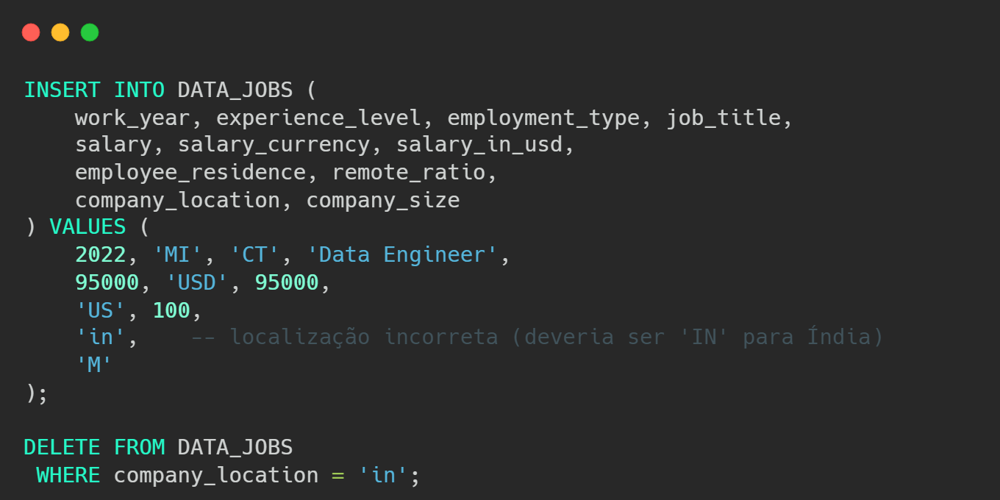 INSERT INTO DATA_JOBS (
    work_year, experience_level, employment_type, job_title,
    salary, salary_currency, salary_in_usd,
    employee_residence, remote_ratio,
    company_location, company_size
) VALUES (
    2022, 'MI', 'CT', 'Data Engineer',
    95000, 'USD', 95000,
    'US', 100,
    'in',    -- localização incorreta (deveria ser 'IN' para Índia)
    'M'
);

DELETE FROM DATA_JOBS
 WHERE company_location = 'in';